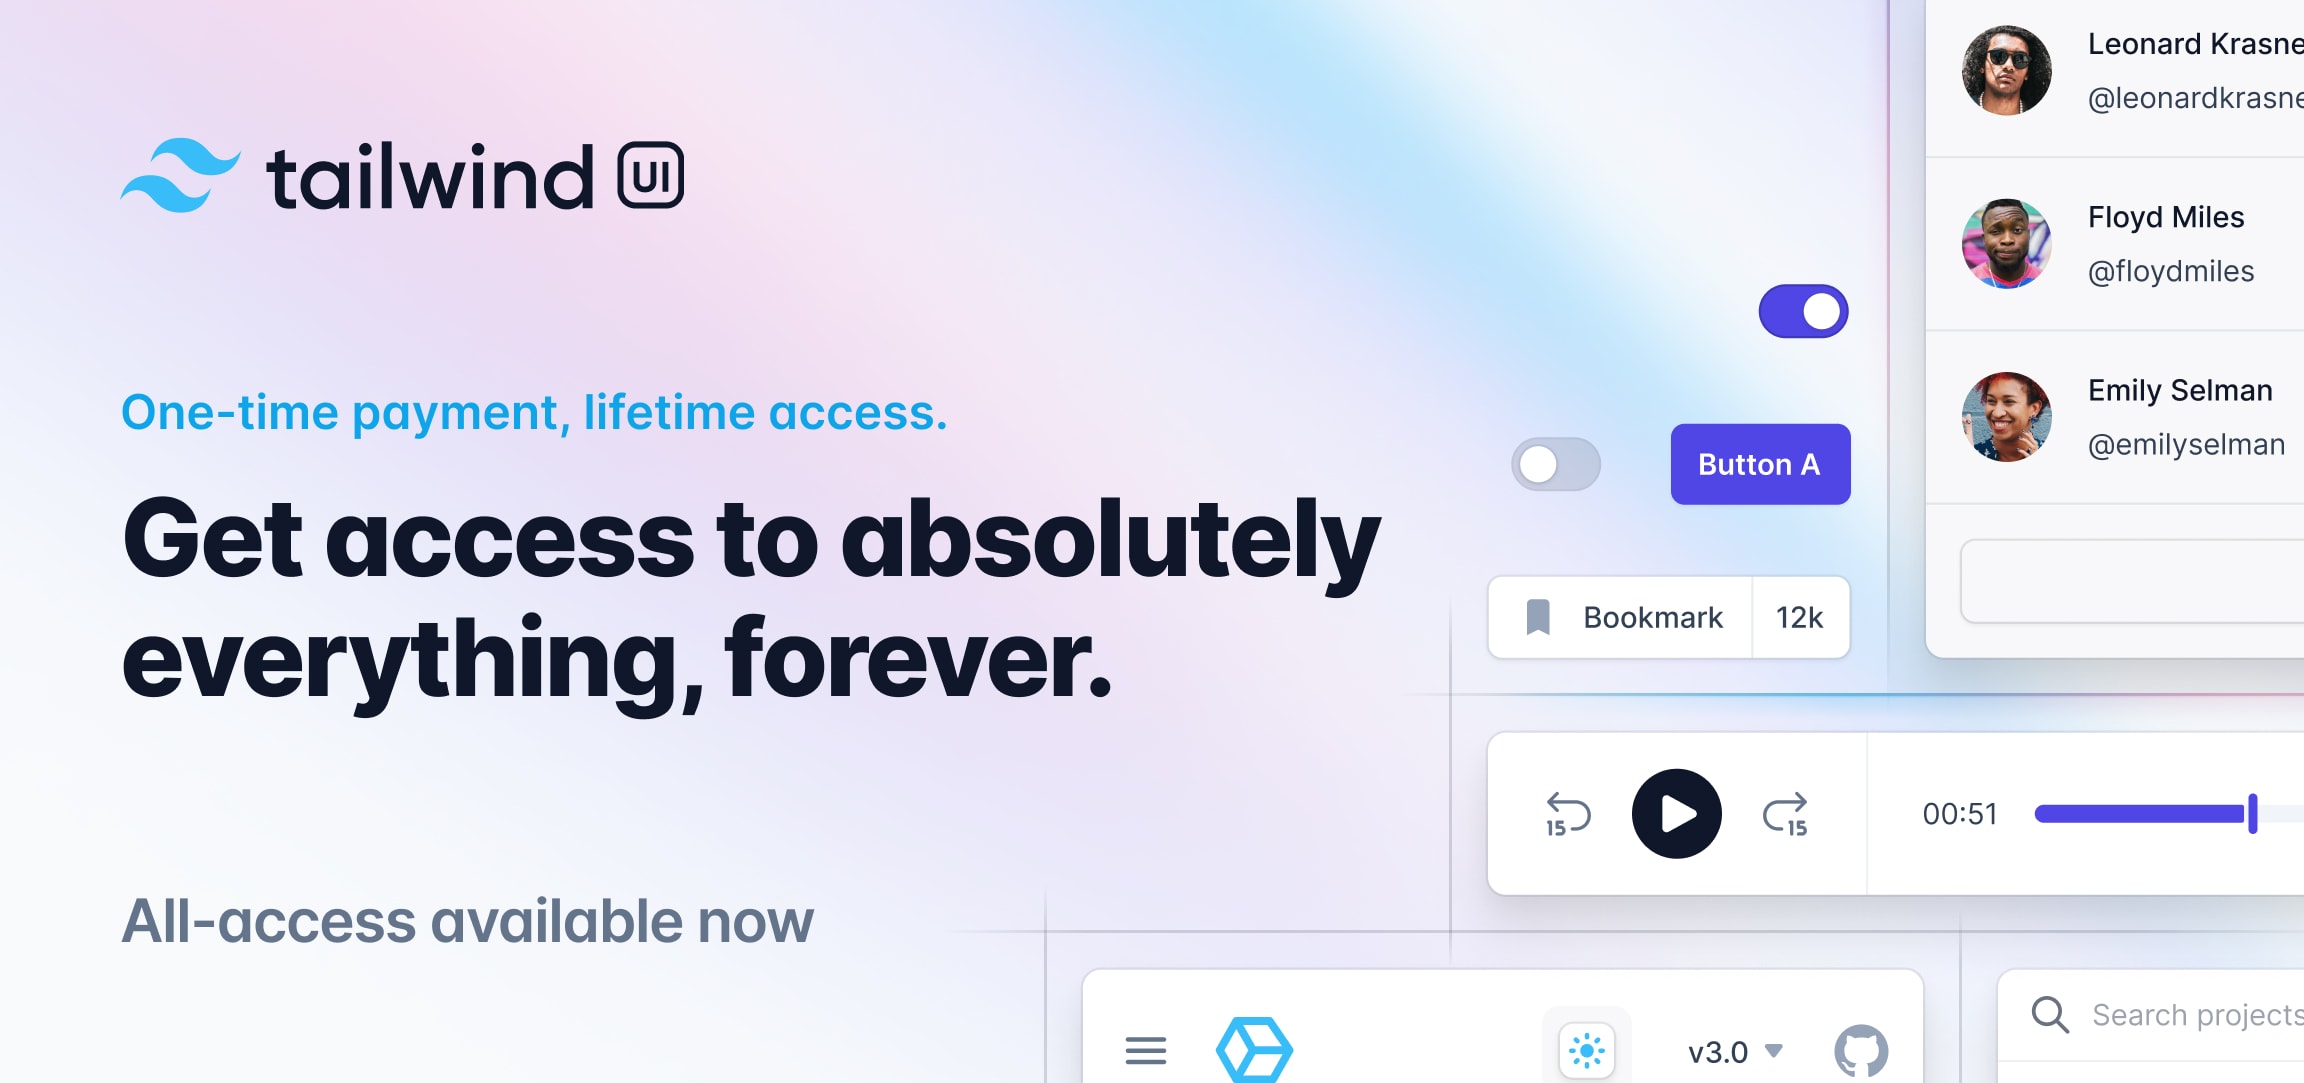 tailwind UI
One-time payment, lifetime access.
Get access to absolutely
everything, forever.
All-access available now
Button A
Bookmark 12k
Leonard Krasne
@leonardkrasne
Floyd Miles
@floydmiles
Emily Selman
@emilyselman
15 15 00:51
v3.0
Search projects